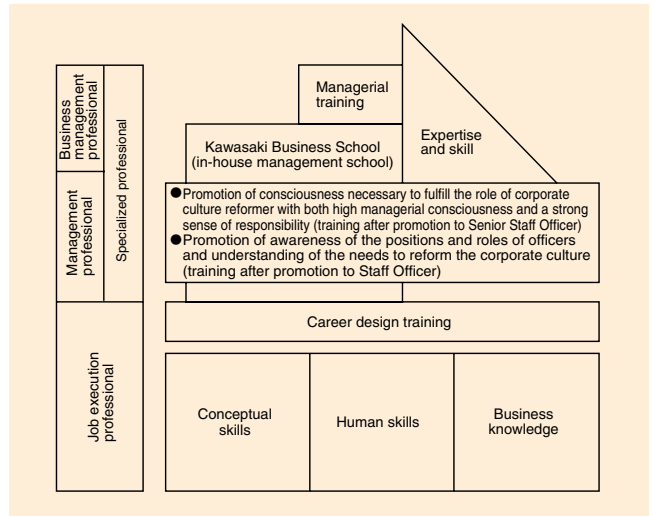 Business
management
professional
Specialized professional
Management
professional
Job execution
professional
Managerial
training
Expertise
and skill
Kawasaki Business School
(in-house management school)
●Promotion of consciousness necessary to fulfill the role of corporate
culture reformer with both high managerial consciousness and a strong
sense of responsibility (training after promotion to Senior Staff Officer)
●Promotion of awareness of the positions and roles of officers
and understanding of the needs to reform the corporate culture
(training after promotion to Staff Officer)
Career design training
Conceptual
skills
Human skills
Business
knowledge